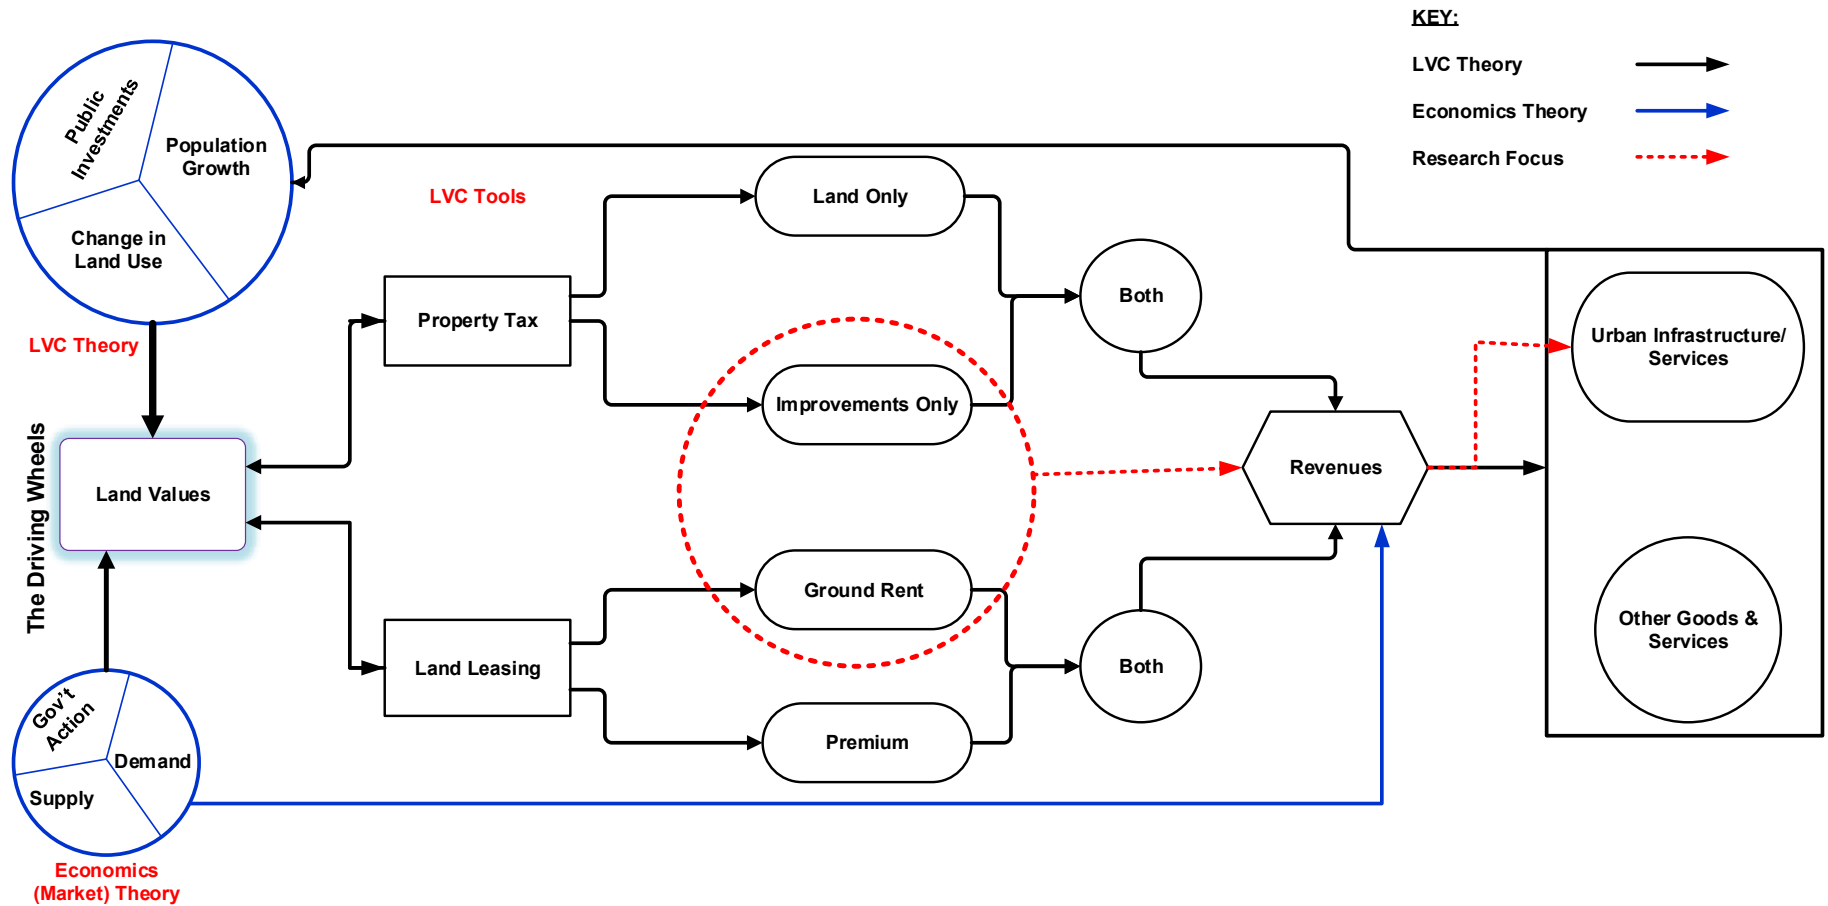 KEY:
LVC Theory
Economics Theory
Research Focus
Public
Investments
Population
Growth
Change in
Land Use
LVC Theory
LVC Tools
The Driving Wheels
Land Values
Gov't
Action
Demand
Supply
Economics
(Market) Theory
Property Tax
Land Leasing
Land Only
Improvements Only
Ground Rent
Premium
Both
Both
Revenues
Urban Infrastructure/
Services
Other Goods &
Services